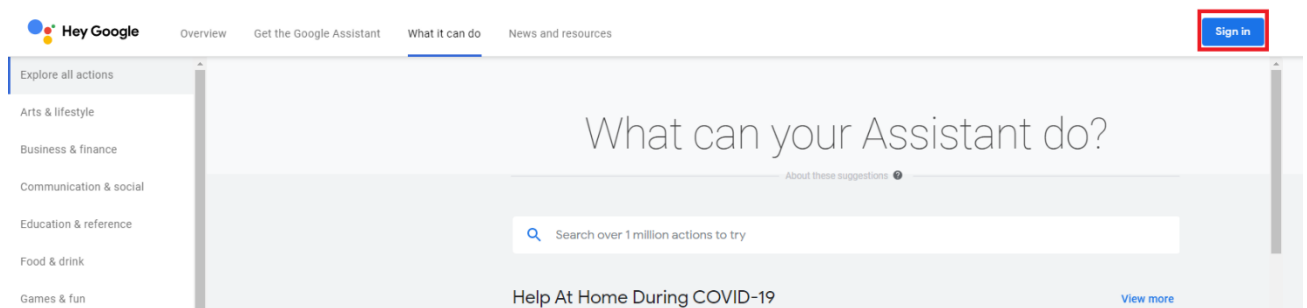 Hey Google
Overview
Get the Google Assistant
What it can do
News and resources
Sign in
Explore all actions
Arts & lifestyle
Business & finance
Communication & social
Education & reference
Food & drink
Games & fun
What can your Assistant do?
About these suggestions ?
Search over 1 million actions to try
Help At Home During COVID-19
View more